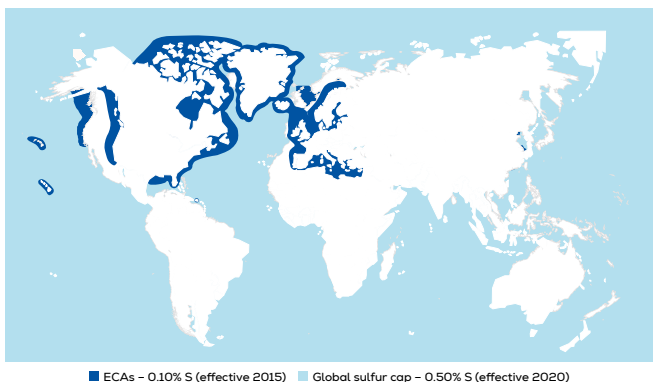 ECAs – 0.10% S (effective 2015) Global sulfur cap – 0.50% S (effective 2020)